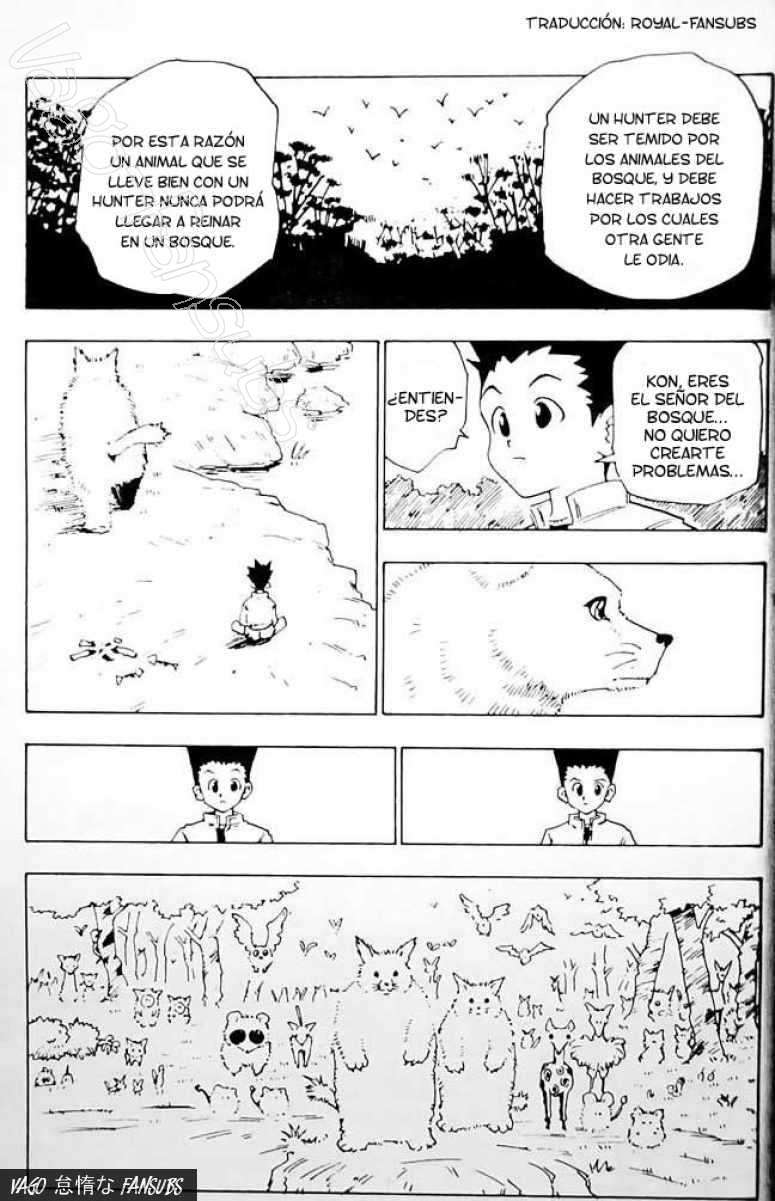 TRADUCCIÓN: ROYAL-FANSUBS
UN HUNTER DEBE
SER TEMIDO POR
LOS ANIMALES DEL
BOSQUE, Y DEBE
HACER TRABAJOS
POR LOS CUALES
OTRA GENTE
LE ODIA.
POR ESTA RAZÓN
UN ANIMAL QUE SE
LLEVE BIEN CON UN
HUNTER NUNCA PODRÁ
LLEGAR A REINAR
EN UN BOSQUE.
KON, ERES
EL SEÑOR DEL
BOSQUE...
NO QUIERO
CREARTE
PROBLEMAS...
¿ENTIEN-
DES?
Vago Fansubs
VAGO 怠惰な FANSUBS